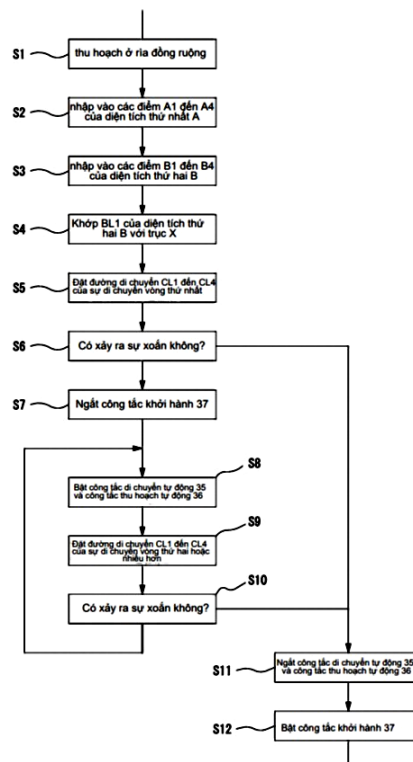 S1
thu hoạch ở rìa đồng ruộng
S2
nhập vào các điểm A1 đến A4
của diện tích thứ nhất A
S3
nhập vào các điểm B1 đến B4
của diện tích thứ hai B
S4
Khớp BL1 của diện tích thứ
hai B với trục X
S5
Đặt đường di chuyển CL1 đến CL4
của sự di chuyển vòng thứ nhất
S6
Có xảy ra sự xoắn không?
S7
Ngắt công tắc khởi hành 37
S8
Bật công tắc di chuyển tự động 35
và công tắc thu hoạch tự động 36
S9
Đặt đường di chuyển CL1 đến CL4
của sự di chuyển vòng thứ hai hoặc
nhiều hơn
S10
Có xảy ra sự xoắn không?
S11
Ngắt công tắc di chuyển tự động 35
và công tắc thu hoạch tự động 36
S12
Bật công tắc khởi hành 37